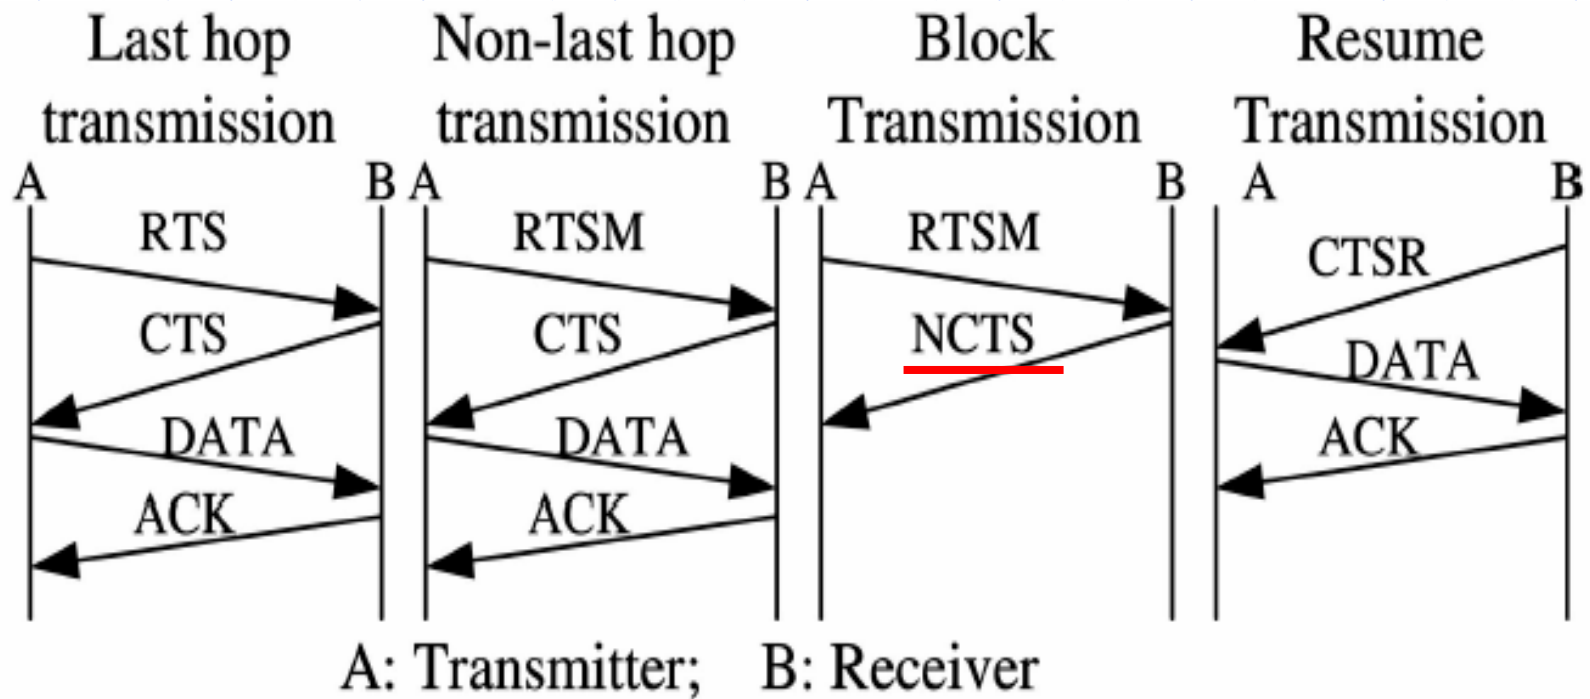 Last hop
transmission
A
B
RTS
CTS
DATA
ACK
Non-last hop
transmission
A
B
RTSM
CTS
DATA
ACK
Block
Transmission
A
B
RTSM
NCTS
Resume
Transmission
A
B
CTSR
DATA
ACK
A: Transmitter; B: Receiver